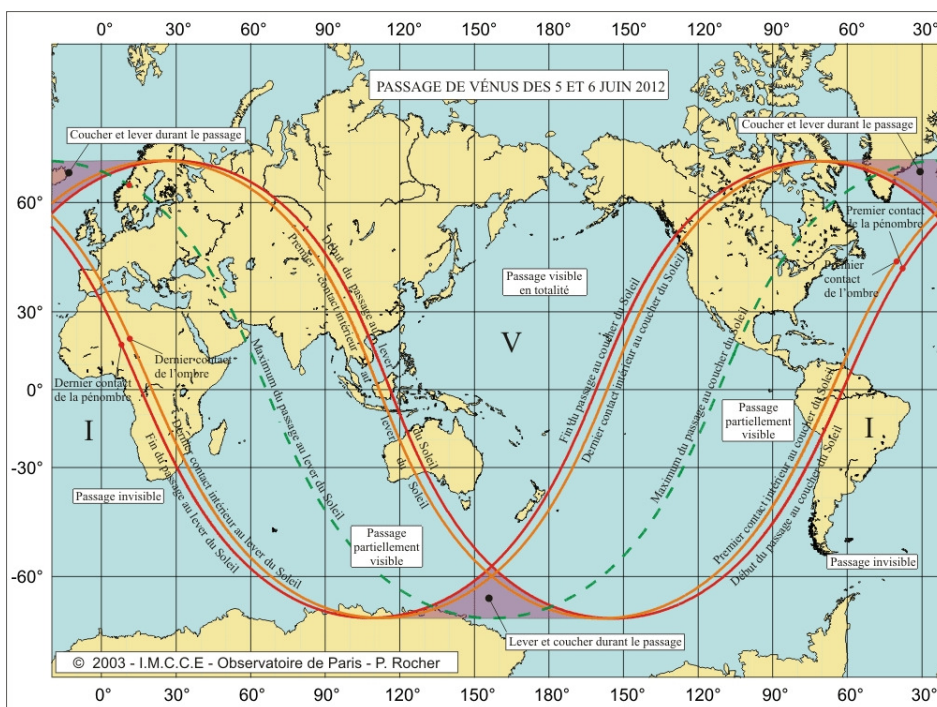 0° 30° 60° 90° 120° 150° 180° 150° 120° 90° 60° 30°
PASSAGE DE VÉNUS DES 5 ET 6 JUIN 2012
Coucher et lever durant le passage
Coucher et lever durant le passage
60°
60°
Premier contact
de la pénombre
Premier
contact
de l'ombre
Passage visible
en totalité
Début du passage au lever du Soleil
Premier contact intérieur au lever du Soleil
30°
30°
V
Fin du passage au coucher du Soleil
Dernier contact intérieur au coucher du Soleil
Maximum du passage au lever du Soleil
Maximum du passage au coucher du Soleil
Dernier contact
de l'ombre
Dernier contact
de la pénombre
0°
0°
I
I
Passage
partiellement
visible
Fin du passage au lever du Soleil
Dernier contact intérieur au lever du Soleil
Premier contact intérieur au coucher du Soleil
Début du passage au coucher du Soleil
-30°
-30°
Passage invisible
Passage
partiellement
visible
Passage invisible
-60°
-60°
Lever et coucher durant le passage
© 2003 - I.M.C.C.E - Observatoire de Paris - P. Rocher
0° 30° 60° 90° 120° 150° 180° 150° 120° 90° 60° 30°